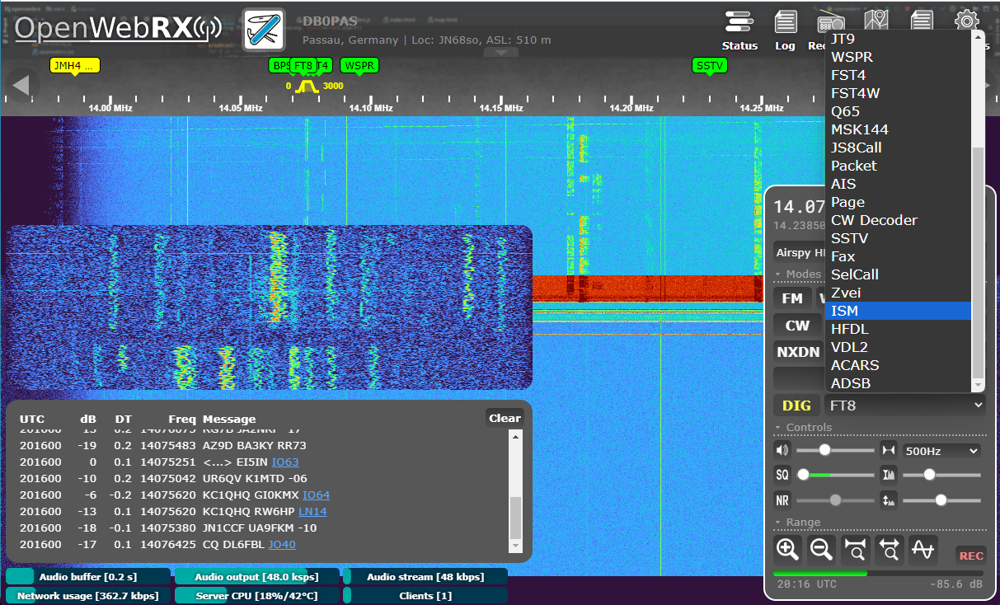 OpenWebRX
DB0PAS
Passau, Germany | Loc: JN68so, ASL: 510 m
Status
Log
Rec
JMH4 ...
BPS
FT8
T4
WSPR
SSTV
0
3000
14.00 MHz
14.05 MHz
14.10 MHz
14.15 MHz
14.20 MHz
14.25 MHz
JT9
WSPR
FST4
FST4W
Q65
MSK144
JS8Call
Packet
AIS
Page
CW Decoder
SSTV
Fax
SelCall
Zvei
ISM
HFDL
VDL2
ACARS
ADSB
14.07
14.23850
Airspy H
Modes
FM
CW
NXDN
DIG
FT8
Controls
500Hz
SQ
NR
Range
REC
20:16 UTC
-85.6 dB
UTC dB DT Freq Message
Clear
201600 -19 0.2 14075483 AZ9D BA3KY RR73
201600 0 0.1 14075251 <...> EI5IN IO63
201600 -10 0.2 14075042 UR6QV K1MTD -06
201600 -6 -0.2 14075620 KC1QHQ GI0KMX IO64
201600 -13 0.1 14075620 KC1QHQ RW6HP LN14
201600 -18 -0.1 14075380 JN1CCF UA9FKM -10
201600 -17 0.1 14076425 CQ DL6FBL JO40
Audio buffer [0.2 s]
Audio output [48.0 ksps]
Audio stream [48 kbps]
Network usage [362.7 kbps]
Server CPU [18%/42°C]
Clients [1]